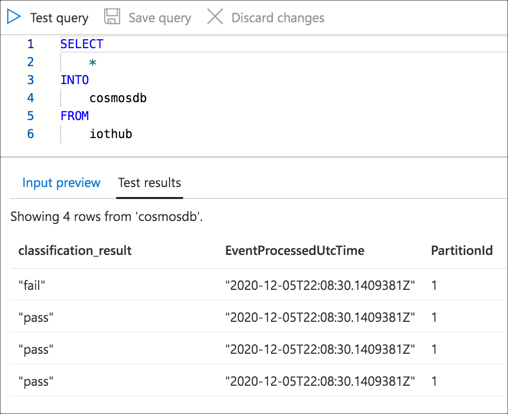 Test query Save query Discard changes
1 SELECT
2 *
3 INTO
4 cosmosdb
5 FROM
6 iothub
Input preview Test results
Showing 4 rows from 'cosmosdb'.
classification_result EventProcessedUtcTime PartitionId
"fail" "2020-12-05T22:08:30.1409381Z" 1
"pass" "2020-12-05T22:08:30.1409381Z" 1
"pass" "2020-12-05T22:08:30.1409381Z" 1
"pass" "2020-12-05T22:08:30.1409381Z" 1